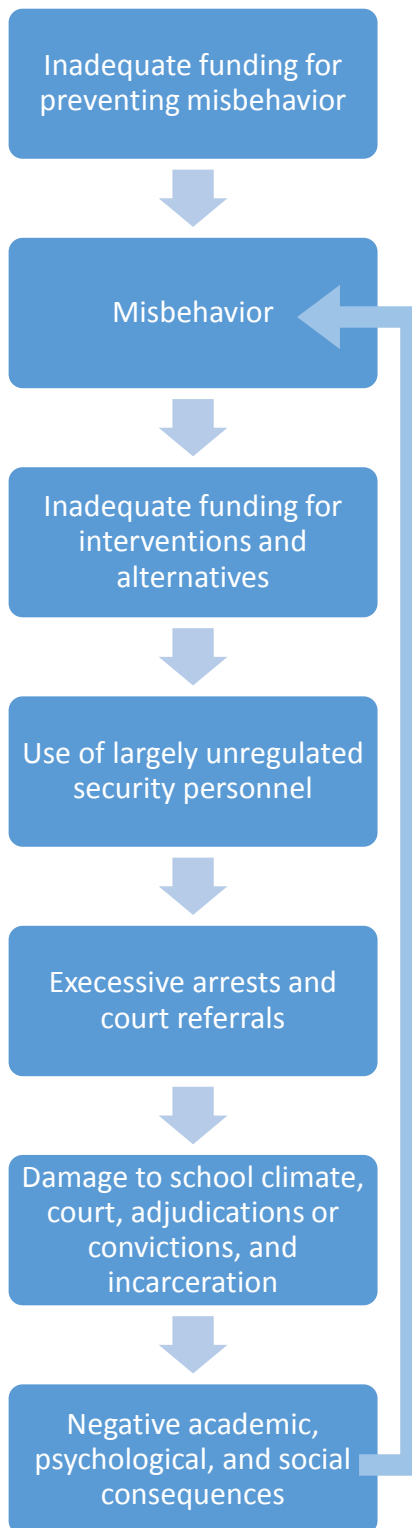 Inadequate funding for
preventing misbehavior
Misbehavior
Inadequate funding for
interventions and
alternatives
Use of largely unregulated
security personnel
Execessive arrests and
court referrals
Damage to school climate,
court, adjudications or
convictions, and
incarceration
Negative academic,
psychological, and social
consequences